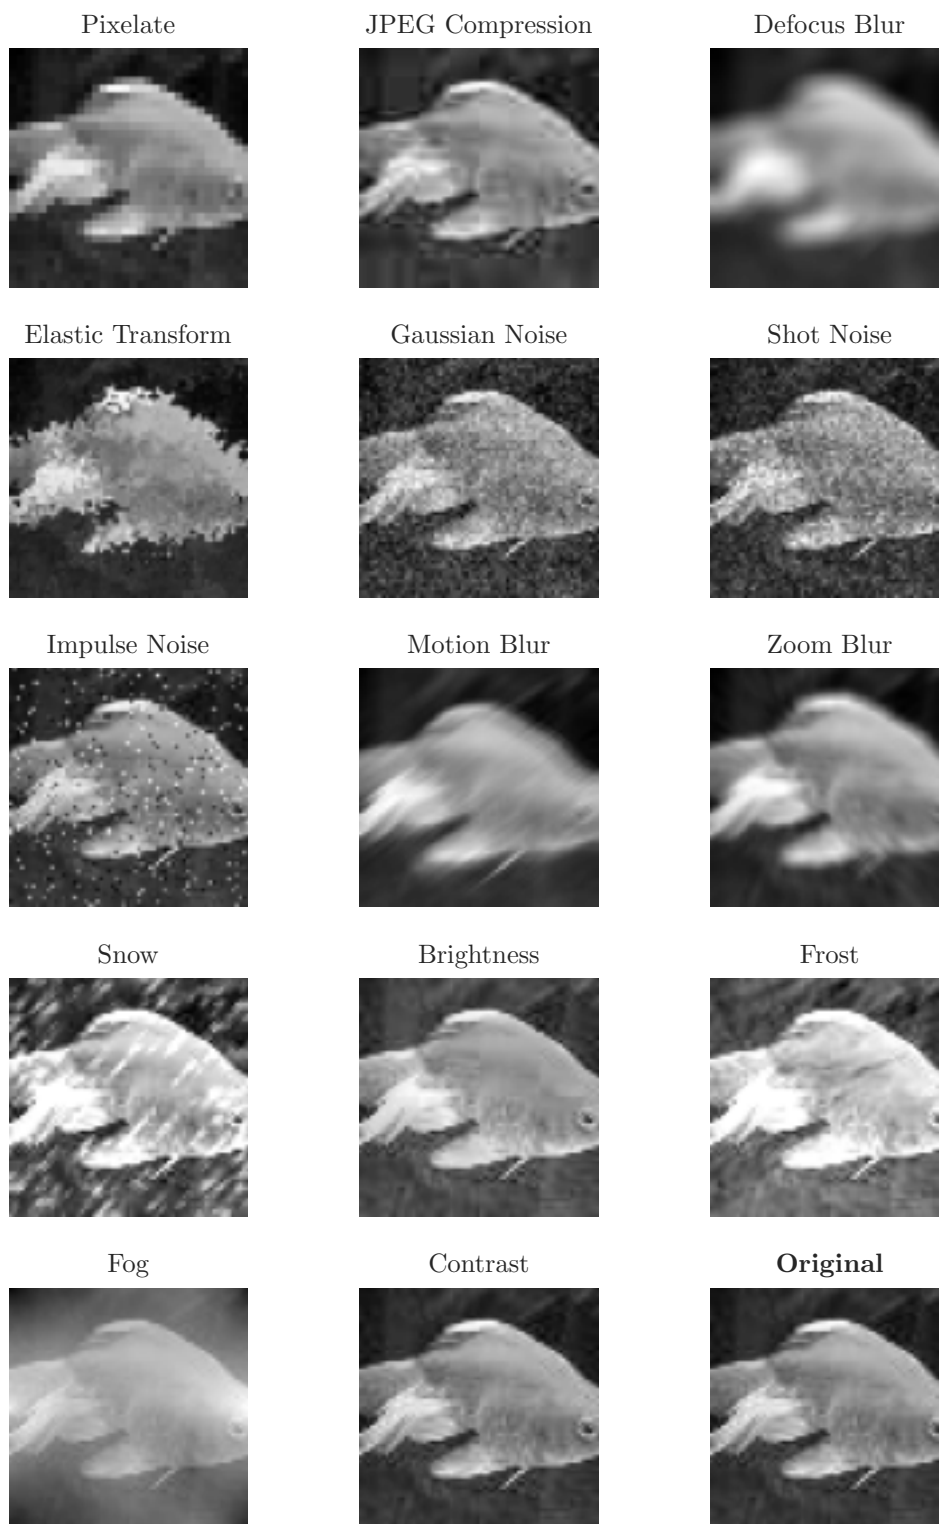 Pixelate
JPEG Compression
Defocus Blur
Elastic Transform
Gaussian Noise
Shot Noise
Impulse Noise
Motion Blur
Zoom Blur
Snow
Brightness
Frost
Fog
Contrast
Original